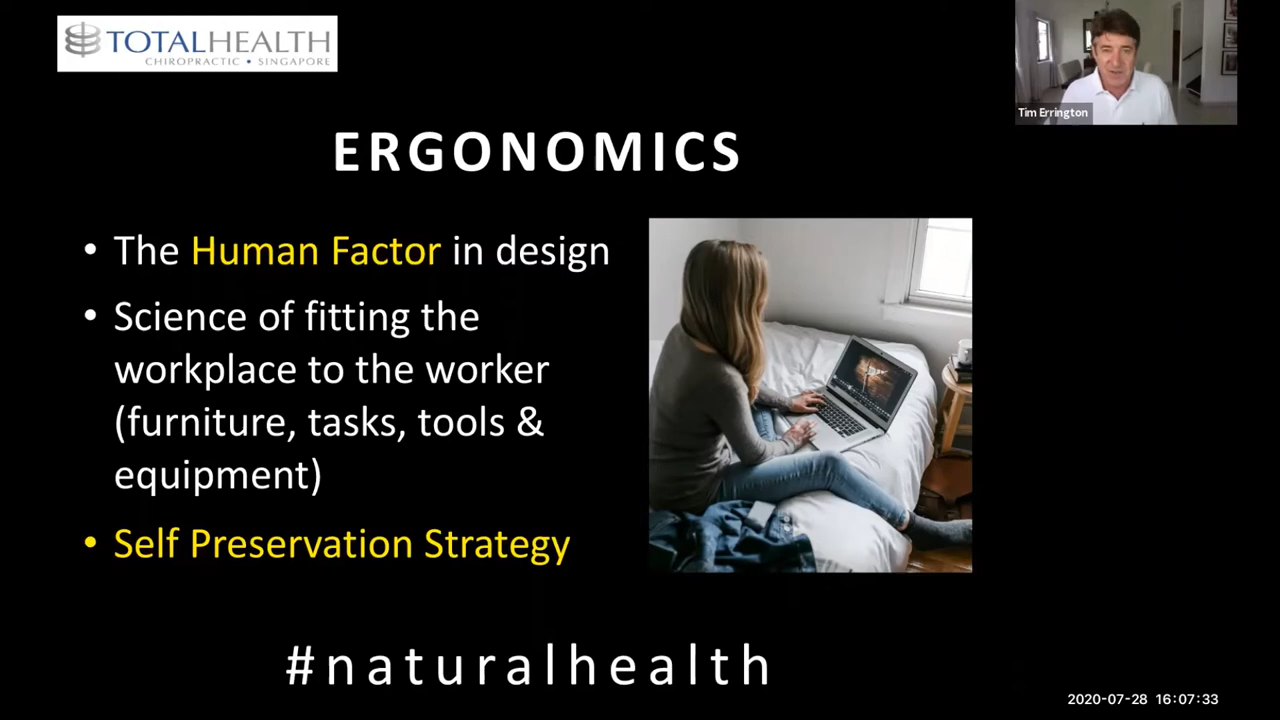 TOTALHEALTH
CHIROPRACTIC • SINGAPORE
Tim Errington
ERGONOMICS
• The Human Factor in design
• Science of fitting the
workplace to the worker
(furniture, tasks, tools &
equipment)
• Self Preservation Strategy
#naturalhealth
2020-07-28 16:07:33